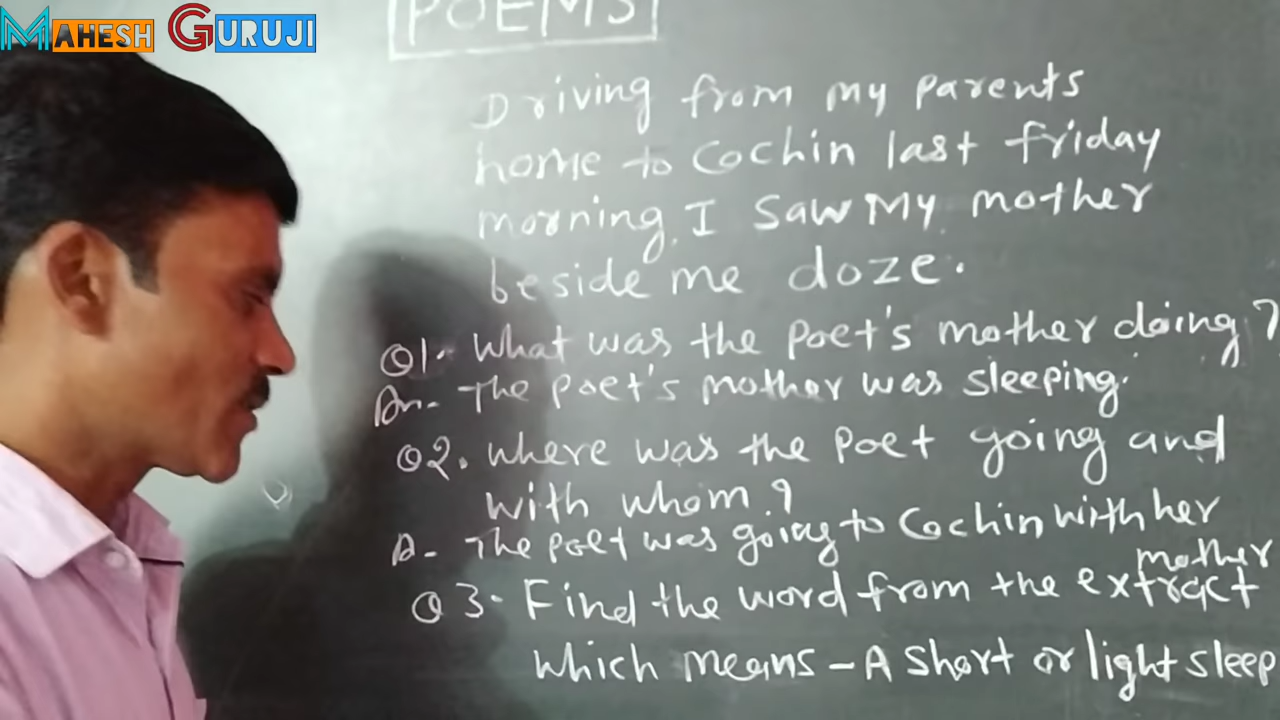 MAHESH GURUJI
POEMS
Driving from my parents
home to Cochin last friday
morning, I Saw My mother
beside me doze.
Q1. What was the poet's mother doing?
An- The poet's mother was sleeping.
Q2. Where was the Poet going and
with whom?
A- The poet was going to Cochin with her
mother
Q3. Find the word from the extract
Which means - A short or light sleep